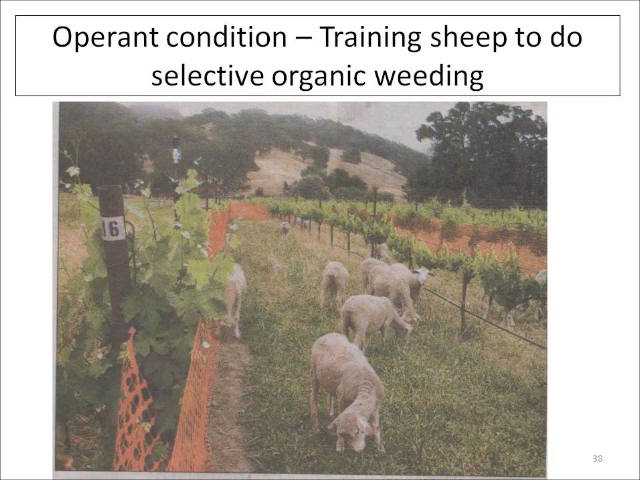 Operant condition – Training sheep to do
selective organic weeding
16
38